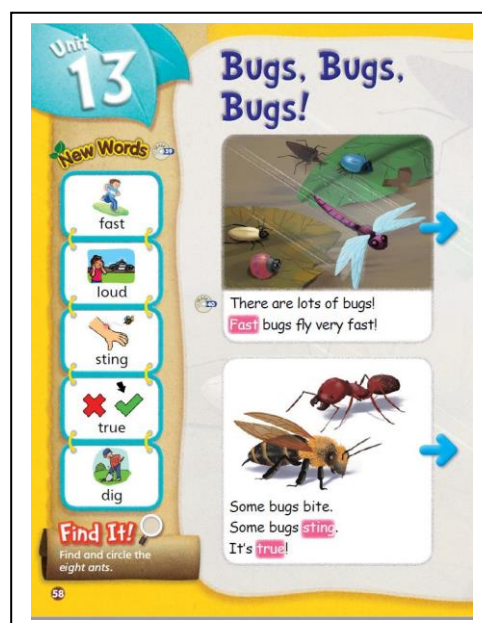 Unit
13
Bugs, Bugs,
Bugs!
New Words
39
fast
loud
sting
true
dig
Find It!
Find and circle the
eight ants.
58
40
There are lots of bugs!
Fast bugs fly very fast!
Some bugs bite.
Some bugs sting.
It's true!